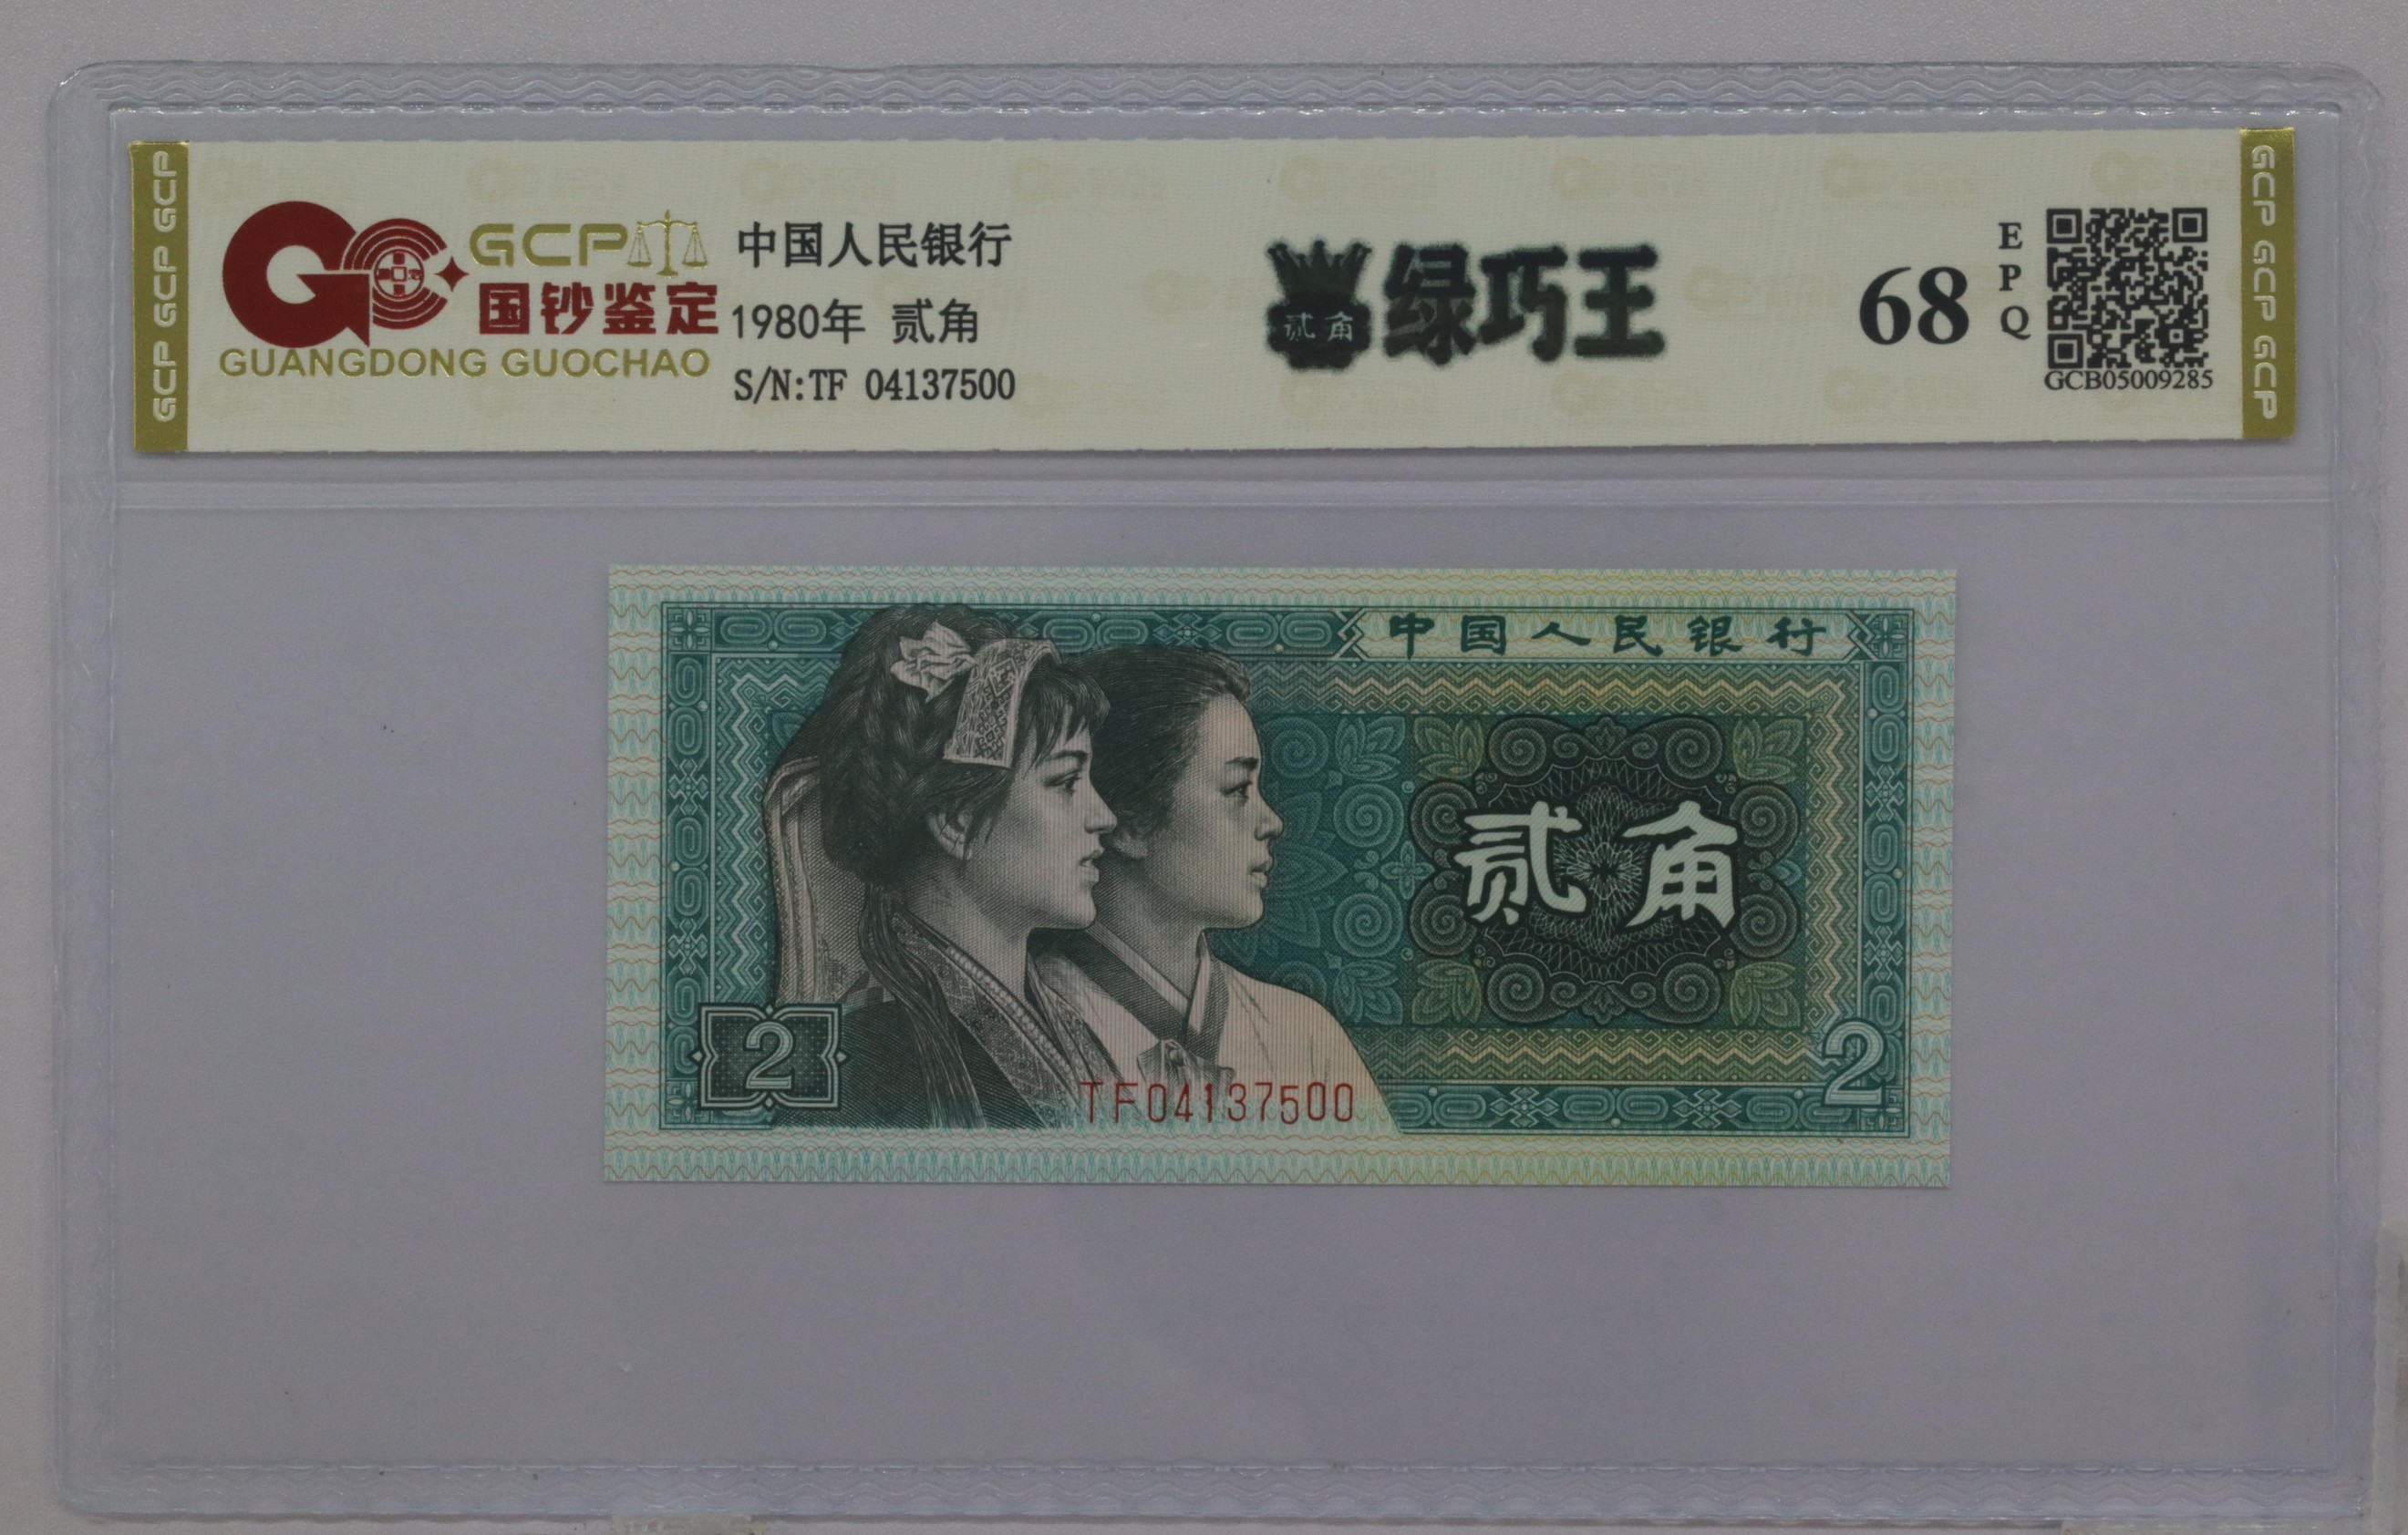 GCP GCP GCP
GCP
国钞鉴定
GUANGDONG GUOCHAO
中国人民银行
1980年 贰角
S/N:TF 04137500
贰角
绿巧王
68
EPQ
GCB05009285
GCP GCP GCP
中国人民银行
贰角
2
TF04137500
2